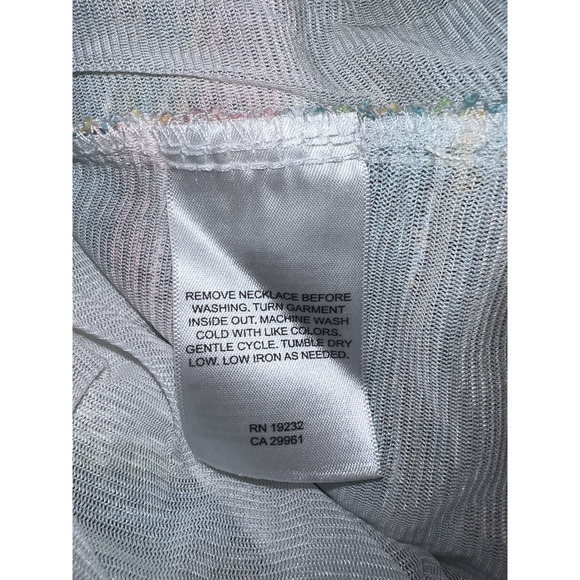 REMOVE NECKLACE BEFORE
WASHING. TURN GARMENT
INSIDE OUT. MACHINE WASH
COLD WITH LIKE COLORS.
GENTLE CYCLE. TUMBLE DRY
LOW. LOW IRON AS NEEDED.
RN 19232
CA 29961